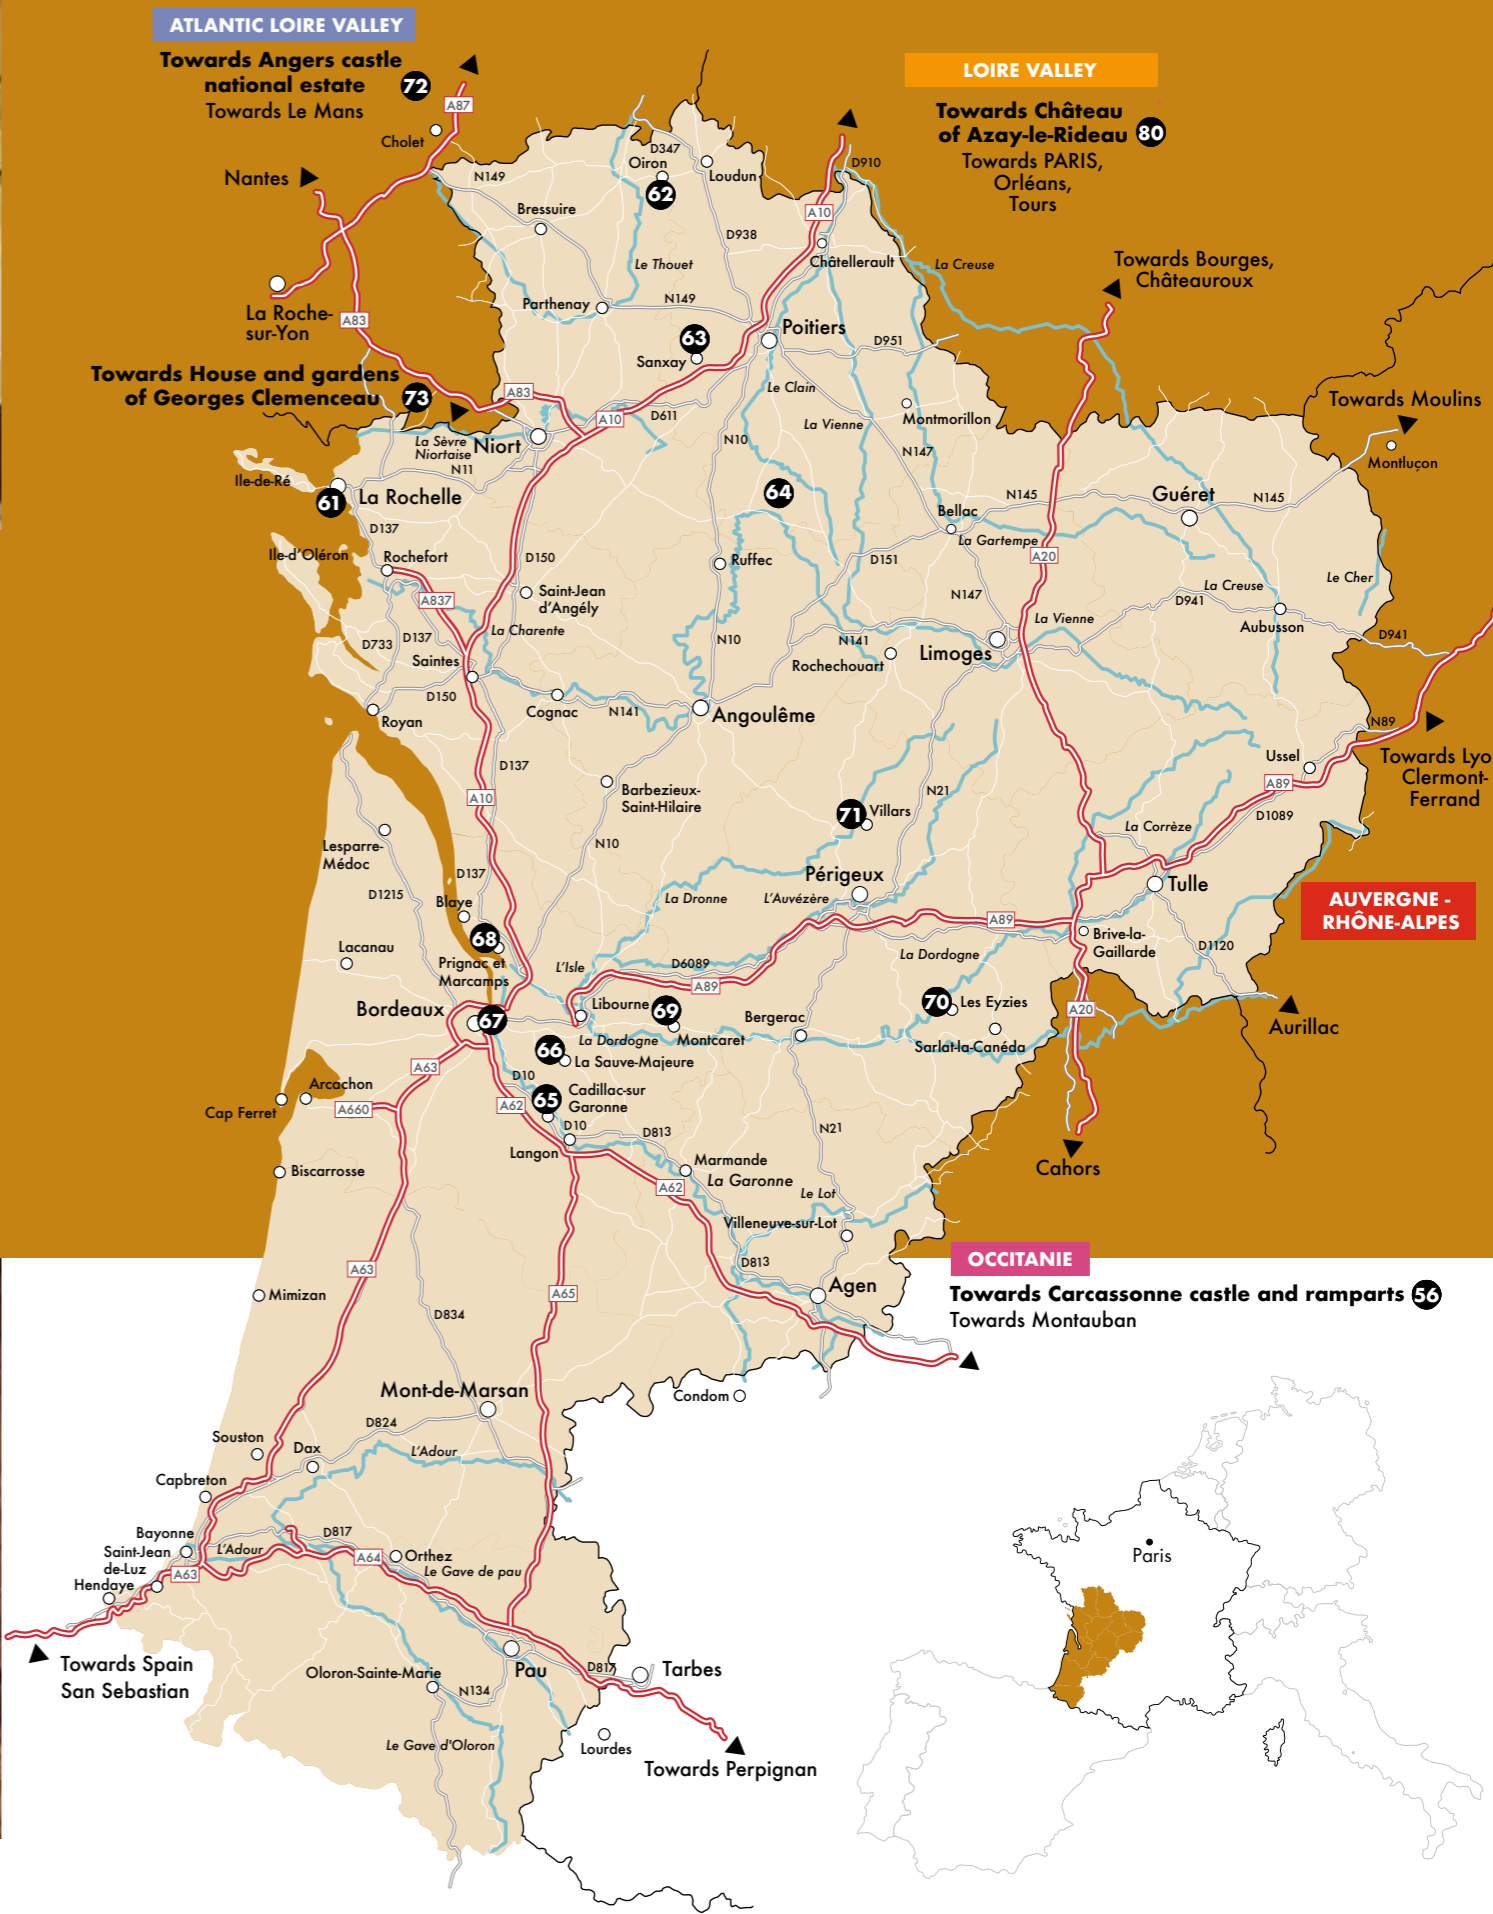 ATLANTIC LOIRE VALLEY
Towards Angers castle
national estate 72
Towards Le Mans
A87
Cholet
Nantes
LOIRE VALLEY
Towards Château
of Azay-le-Rideau 80
Towards PARIS,
Orléans,
Tours
D347
Oiron
62
Loudun
D910
N149
Bressuire
A10
D938
Le Thouet
Châtellerault
La Creuse
Towards Bourges,
Châteauroux
La Roche-
sur-Yon
A83
Parthenay
N149
63
Sanxay
Poitiers
D951
Towards House and gardens
of Georges Clemenceau 73
A83
A10
D611
Le Clain
La Vienne
Montmorillon
Towards Moulins
Montluçon
La Sèvre
Niortaise
Niort
N11
N10
N147
Ile-de-Ré
61
La Rochelle
64
Bellac
N145
Guéret
N145
D137
Ile-d'Oléron
Rochefort
D150
Ruffec
D151
La Gartempe
A20
La Creuse
Le Cher
A837
Saint-Jean
d'Angély
N147
D941
Aubusson
D941
D733
D137
La Charente
N10
N141
La Vienne
Saintes
Rochechouart
Limoges
D150
Royan
Cognac
N141
Angoulême
N89
Ussel
Towards Lyo
Clermont-
Ferrand
D137
A10
Barbezieux-
Saint-Hilaire
N21
71
Villars
A89
D1089
La Corrèze
Lesparre-
Médoc
N10
D1215
D137
Périgeux
Tulle
Blaye
La Dronne
L'Auvézère
A89
AUVERGNE -
RHÔNE-ALPES
Lacanau
68
Prignac et
Marcamps
L'Isle
D6089
A89
La Dordogne
Brive-la-
Gaillarde
D1120
Bordeaux
67
Libourne
69
Montcaret
Bergerac
70
Les Eyzies
A20
Aurillac
66
La Dordogne
La Sauve-Majeure
Sarlat-la-Canéda
A63
D10
Arcachon
Cap Ferret
A660
A62
65
Cadillac-sur
Garonne
D10
D813
N21
Langon
Marmande
La Garonne
Cahors
Biscarrosse
A62
Le Lot
Villeneuve-sur-Lot
D813
OCCITANIE
Towards Carcassonne castle and ramparts 56
Towards Montauban
A63
Mimizan
A65
D834
Agen
Mont-de-Marsan
Condom
D824
Souston
Dax
L'Adour
Capbreton
Bayonne
Saint-Jean
de-Luz
Hendaye
L'Adour
D817
A64
Orthez
Le Gave de pau
A63
Paris
Towards Spain
San Sebastian
Oloron-Sainte-Marie
Pau
D817
Tarbes
N134
Le Gave d'Oloron
Lourdes
Towards Perpignan